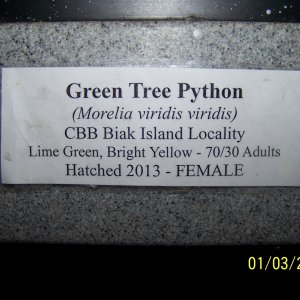 Green Tree Python
(Morelia viridis viridis)
CBB Biak Island Locality
Lime Green, Bright Yellow - 70/30 Adults
Hatched 2013 - FEMALE
01/03/2